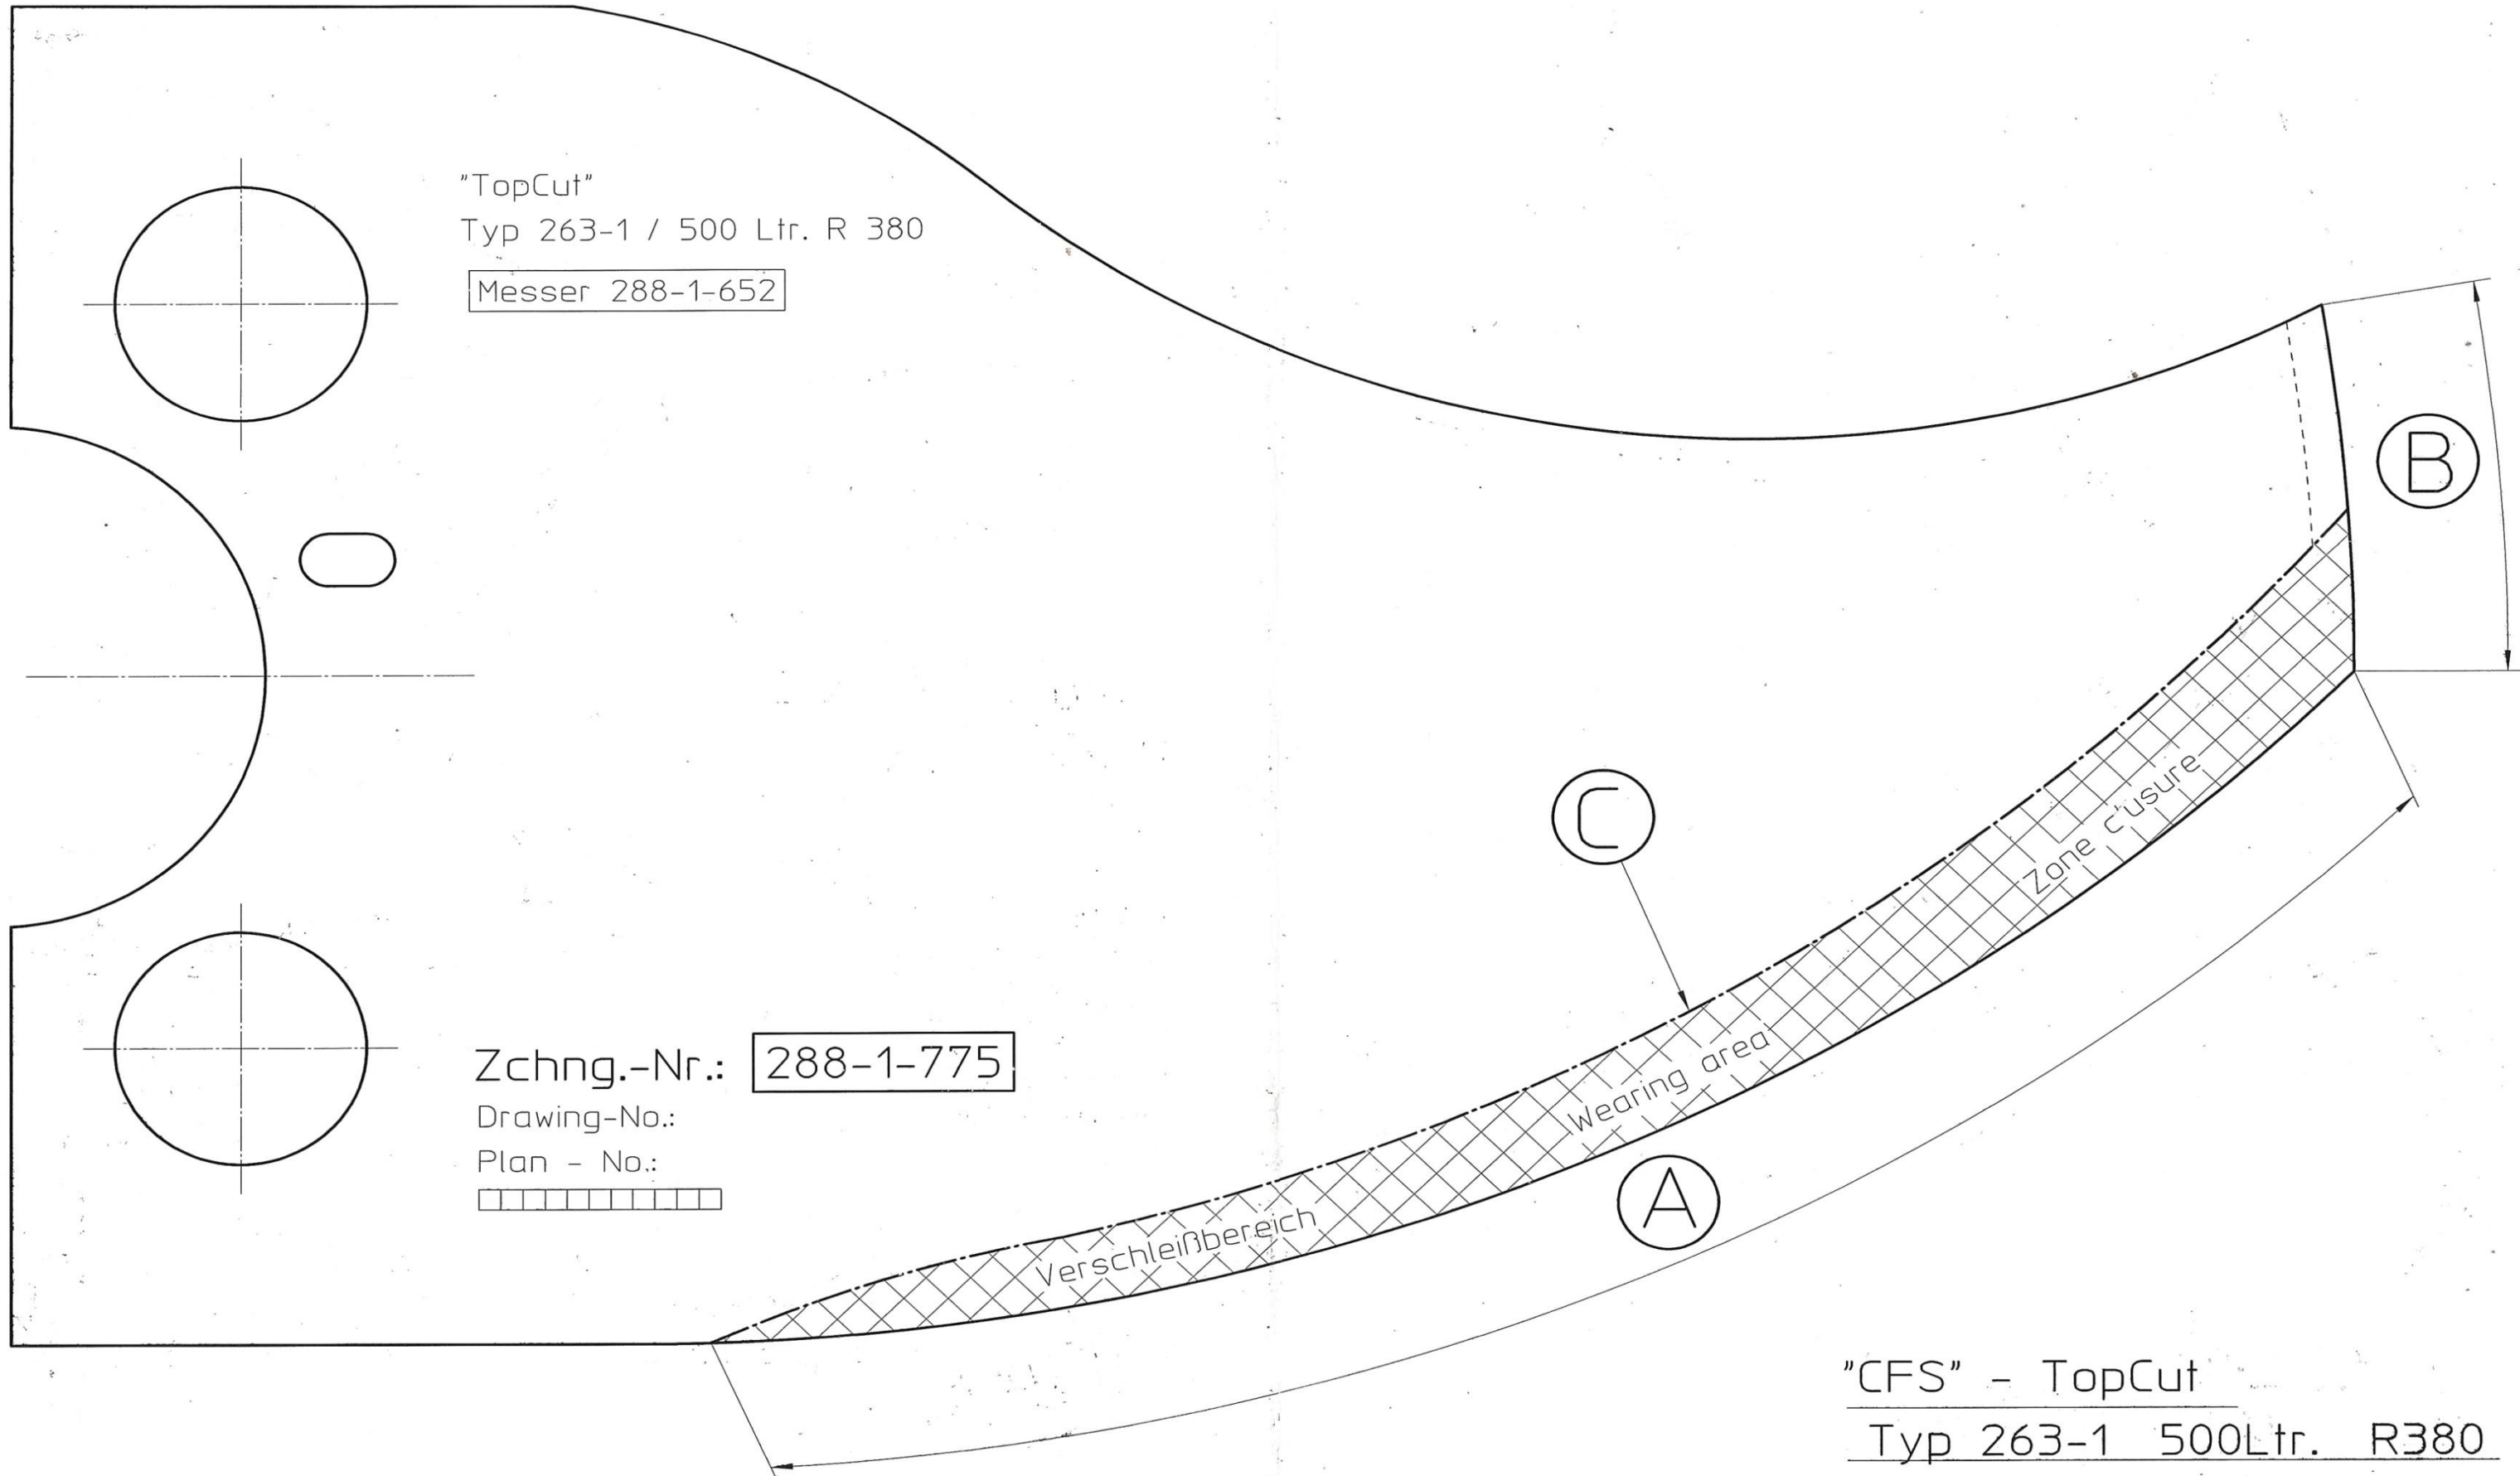 "TopCut"
Typ 263-1 / 500 Ltr. R 380
Messer 288-1-652
B
C
Zone c'usure
Wearing area
Verschleißbereich
A
Zchng.-Nr.: 288-1-775
Drawing-No.:
Plan - No.:
"CFS" - TopCut
Typ 263-1 500Ltr. R380